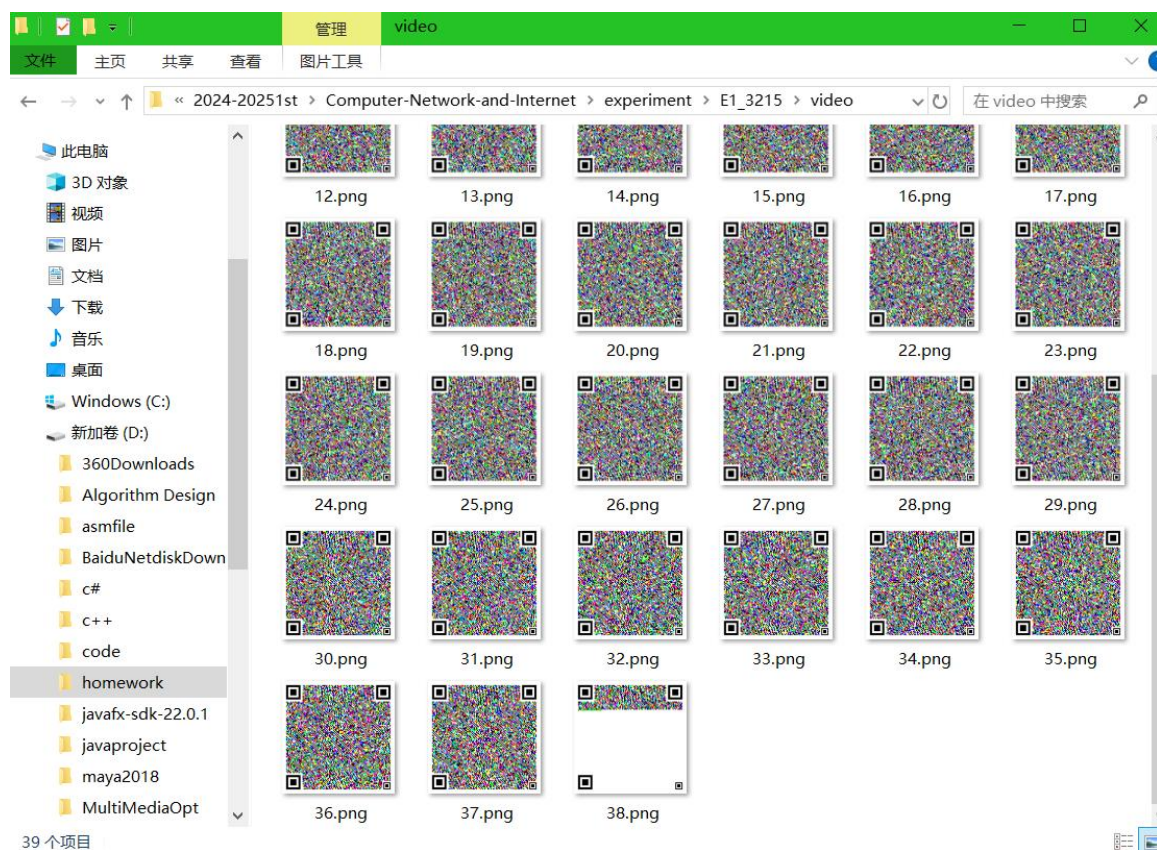 管理 video
文件 主页 共享 查看 图片工具
« 2024-20251st › Computer-Network-and-Internet › experiment › E1_3215 › video 在 video 中搜索
此电脑
3D 对象
视频
图片
文档
下载
音乐
桌面
Windows (C:)
新加卷 (D:)
360Downloads
Algorithm Design
asmfile
BaiduNetdiskDown
c#
c++
code
homework
javafx-sdk-22.0.1
javaproject
maya2018
MultiMediaOpt
12.png 13.png 14.png 15.png 16.png 17.png
18.png 19.png 20.png 21.png 22.png 23.png
24.png 25.png 26.png 27.png 28.png 29.png
30.png 31.png 32.png 33.png 34.png 35.png
36.png 37.png 38.png
39 个项目